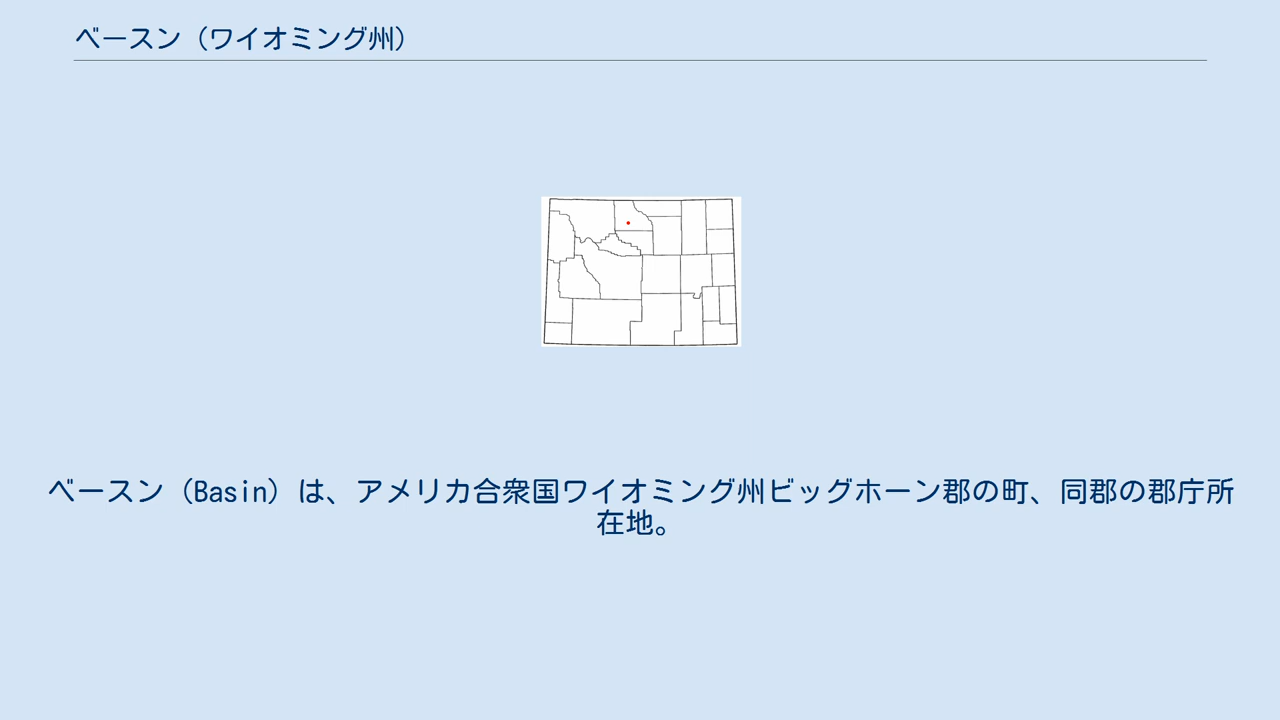 ベースン（ワイオミング州）
ベースン（Basin）は、アメリカ合衆国ワイオミング州ビッグホーン郡の町、同郡の郡庁所
在地。